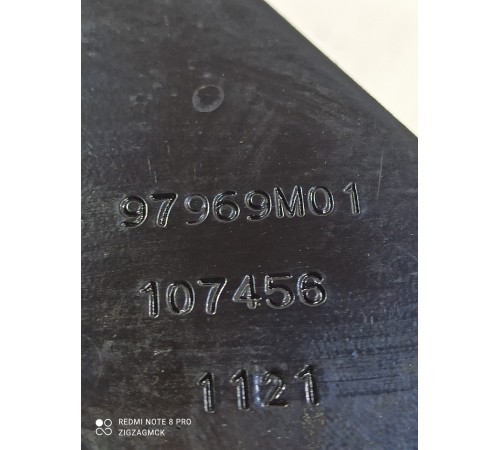 97969M01
107456
1121
REDMI NOTE 8 PRO
ZIGZAGMCK